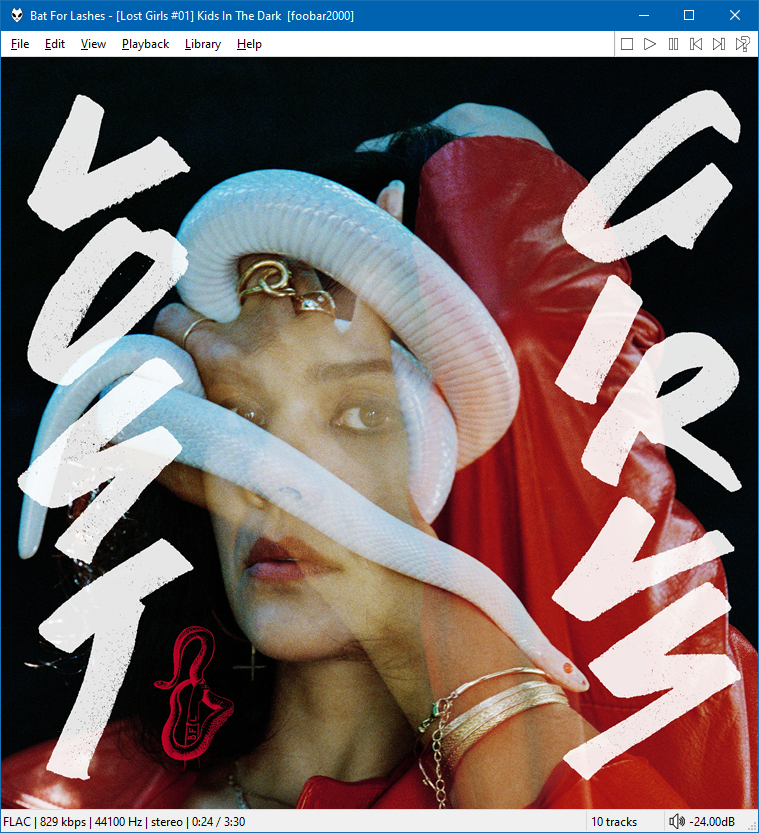 Bat For Lashes - [Lost Girls #01] Kids In The Dark  [foobar2000]
File Edit View Playback Library Help
LOST
GIRLS
BFL
FLAC | 829 kbps | 44100 Hz | stereo | 0:24 / 3:30
10 tracks
-24.00dB